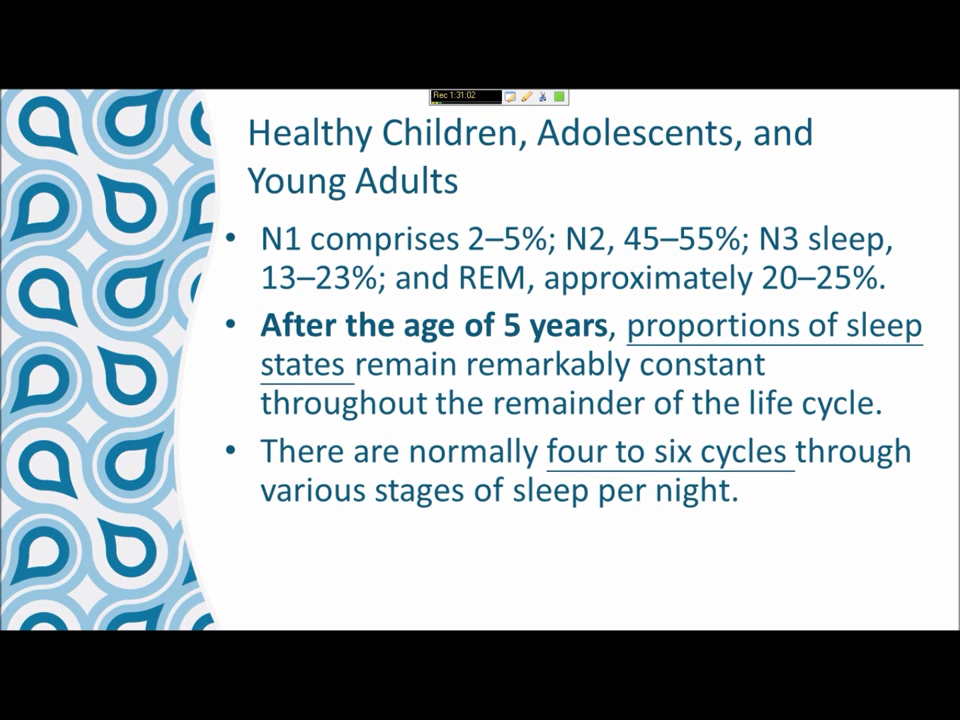 Rec 1:31:02
Healthy Children, Adolescents, and
Young Adults
• N1 comprises 2–5%; N2, 45–55%; N3 sleep,
13–23%; and REM, approximately 20–25%.
• After the age of 5 years, proportions of sleep
states remain remarkably constant
throughout the remainder of the life cycle.
• There are normally four to six cycles through
various stages of sleep per night.